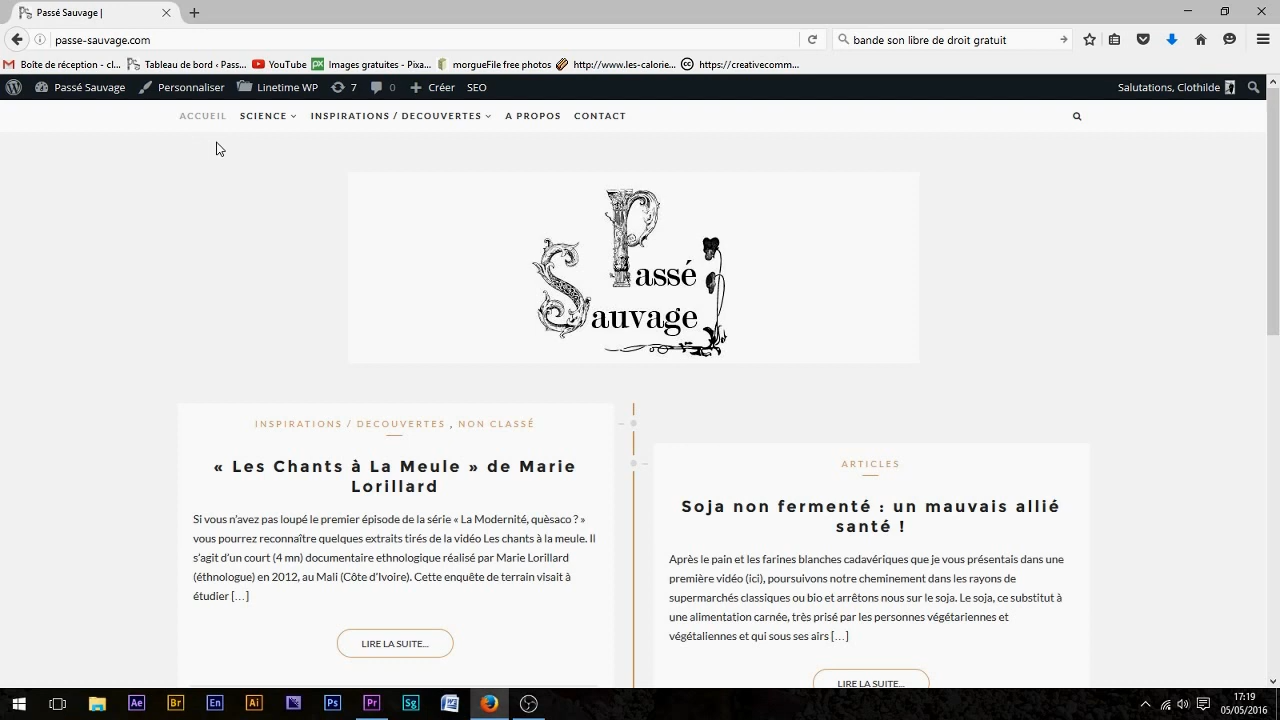 Passé Sauvage |
passe-sauvage.com
bande son libre de droit gratuit
Boîte de réception - cl... Tableau de bord ‹ Pass... YouTube Images gratuites - Pixa... morgueFile free photos http://www.les-calorie... https://creativecomm...
Passé Sauvage Personnaliser Linetime WP 7 0 Créer SEO Salutations, Clothilde
ACCUEIL SCIENCE INSPIRATIONS / DECOUVERTES A PROPOS CONTACT
Passé
Sauvage
INSPIRATIONS / DECOUVERTES , NON CLASSÉ
« Les Chants à La Meule » de Marie
Lorillard
Si vous n’avez pas loupé le premier épisode de la série « La Modernité, quèsaco ? »
vous pourrez reconnaître quelques extraits tirés de la vidéo Les chants à la meule. Il
s’agit d’un court (4 mn) documentaire ethnologique réalisé par Marie Lorillard
(éthnologue) en 2012, au Mali (Côte d’Ivoire). Cette enquête de terrain visait à
étudier […]
LIRE LA SUITE...
ARTICLES
Soja non fermenté : un mauvais allié
santé !
Après le pain et les farines blanches cadavériques que je vous présentais dans une
première vidéo (ici), poursuivons notre cheminement dans les rayons de
supermarchés classiques ou bio et arrêtons nous sur le soja. Le soja, ce substitut à
une alimentation carnée, très prisé par les personnes végétariennes et
végétaliennes et qui sous ses airs […]
LIRE LA SUITE...
Ae Br En Ai Ps Pr Sg
17:19
05/05/2016